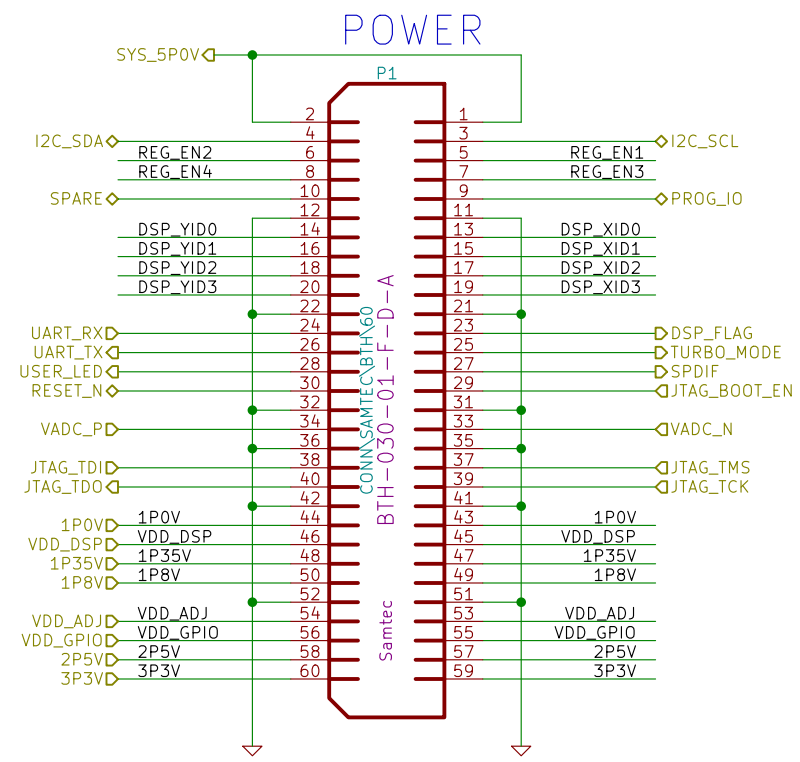 POWER
SYS_5P0V
P1
2 1
I2C_SDA 4 3 I2C_SCL
REG_EN2 6 5 REG_EN1
REG_EN4 8 7 REG_EN3
SPARE 10 9 PROG_IO
12 11
DSP_YID0 14 13 DSP_XID0
DSP_YID1 16 15 DSP_XID1
DSP_YID2 18 17 DSP_XID2
DSP_YID3 20 19 DSP_XID3
22 21
UART_RX 24 23 DSP_FLAG
UART_TX 26 25 TURBO_MODE
USER_LED 28 27 SPDIF
RESET_N 30 29 JTAG_BOOT_EN
32 31
VADC_P 34 33 VADC_N
36 35
JTAG_TDI 38 37 JTAG_TMS
JTAG_TDO 40 39 JTAG_TCK
42 41
1P0V 1P0V 44 43 1P0V
VDD_DSP VDD_DSP 46 45 VDD_DSP
1P35V 1P35V 48 47 1P35V
1P8V 1P8V 50 49 1P8V
52 51
VDD_ADJ VDD_ADJ 54 53 VDD_ADJ
VDD_GPIO VDD_GPIO 56 55 VDD_GPIO
2P5V 2P5V 58 57 2P5V
3P3V 3P3V 60 59 3P3V
CONN\SAMTEC\BTH\60
BTH-030-01-F-D-A
Samtec